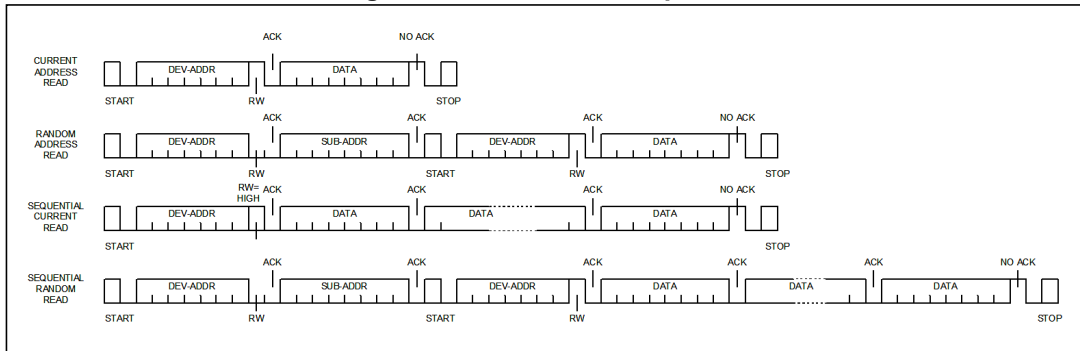 ACK NO ACK
CURRENT
ADDRESS
READ
DEV-ADDR DATA
START RW STOP
ACK ACK ACK NO ACK
RANDOM
ADDRESS
READ
DEV-ADDR SUB-ADDR DEV-ADDR DATA
START RW START RW STOP
RW=
HIGH
ACK ACK ACK NO ACK
SEQUENTIAL
CURRENT
READ
DEV-ADDR DATA DATA DATA
START STOP
ACK ACK ACK ACK ACK NO ACK
SEQUENTIAL
RANDOM
READ
DEV-ADDR SUB-ADDR DEV-ADDR DATA DATA DATA
START RW START RW STOP